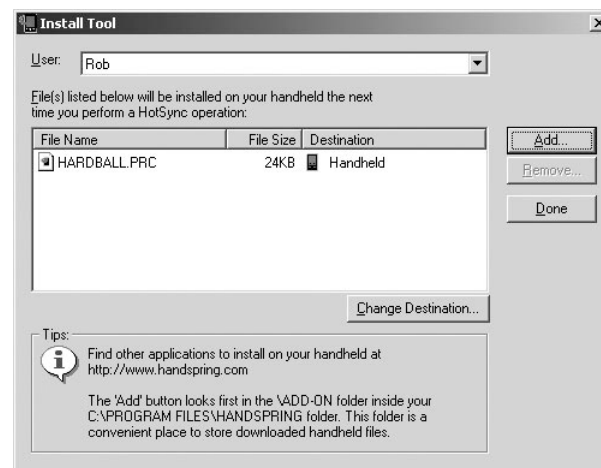 Install Tool
User: Rob
File(s) listed below will be installed on your handheld the next
time you perform a HotSync operation:
File Name File Size Destination
HARDBALL.PRC 24KB Handheld
Add...
Remove...
Done
Change Destination...
Tips:
Find other applications to install on your handheld at
http://www.handspring.com
The 'Add' button looks first in the \ADD-ON folder inside your
C:\PROGRAM FILES\HANDSPRING folder. This folder is a
convenient place to store downloaded handheld files.